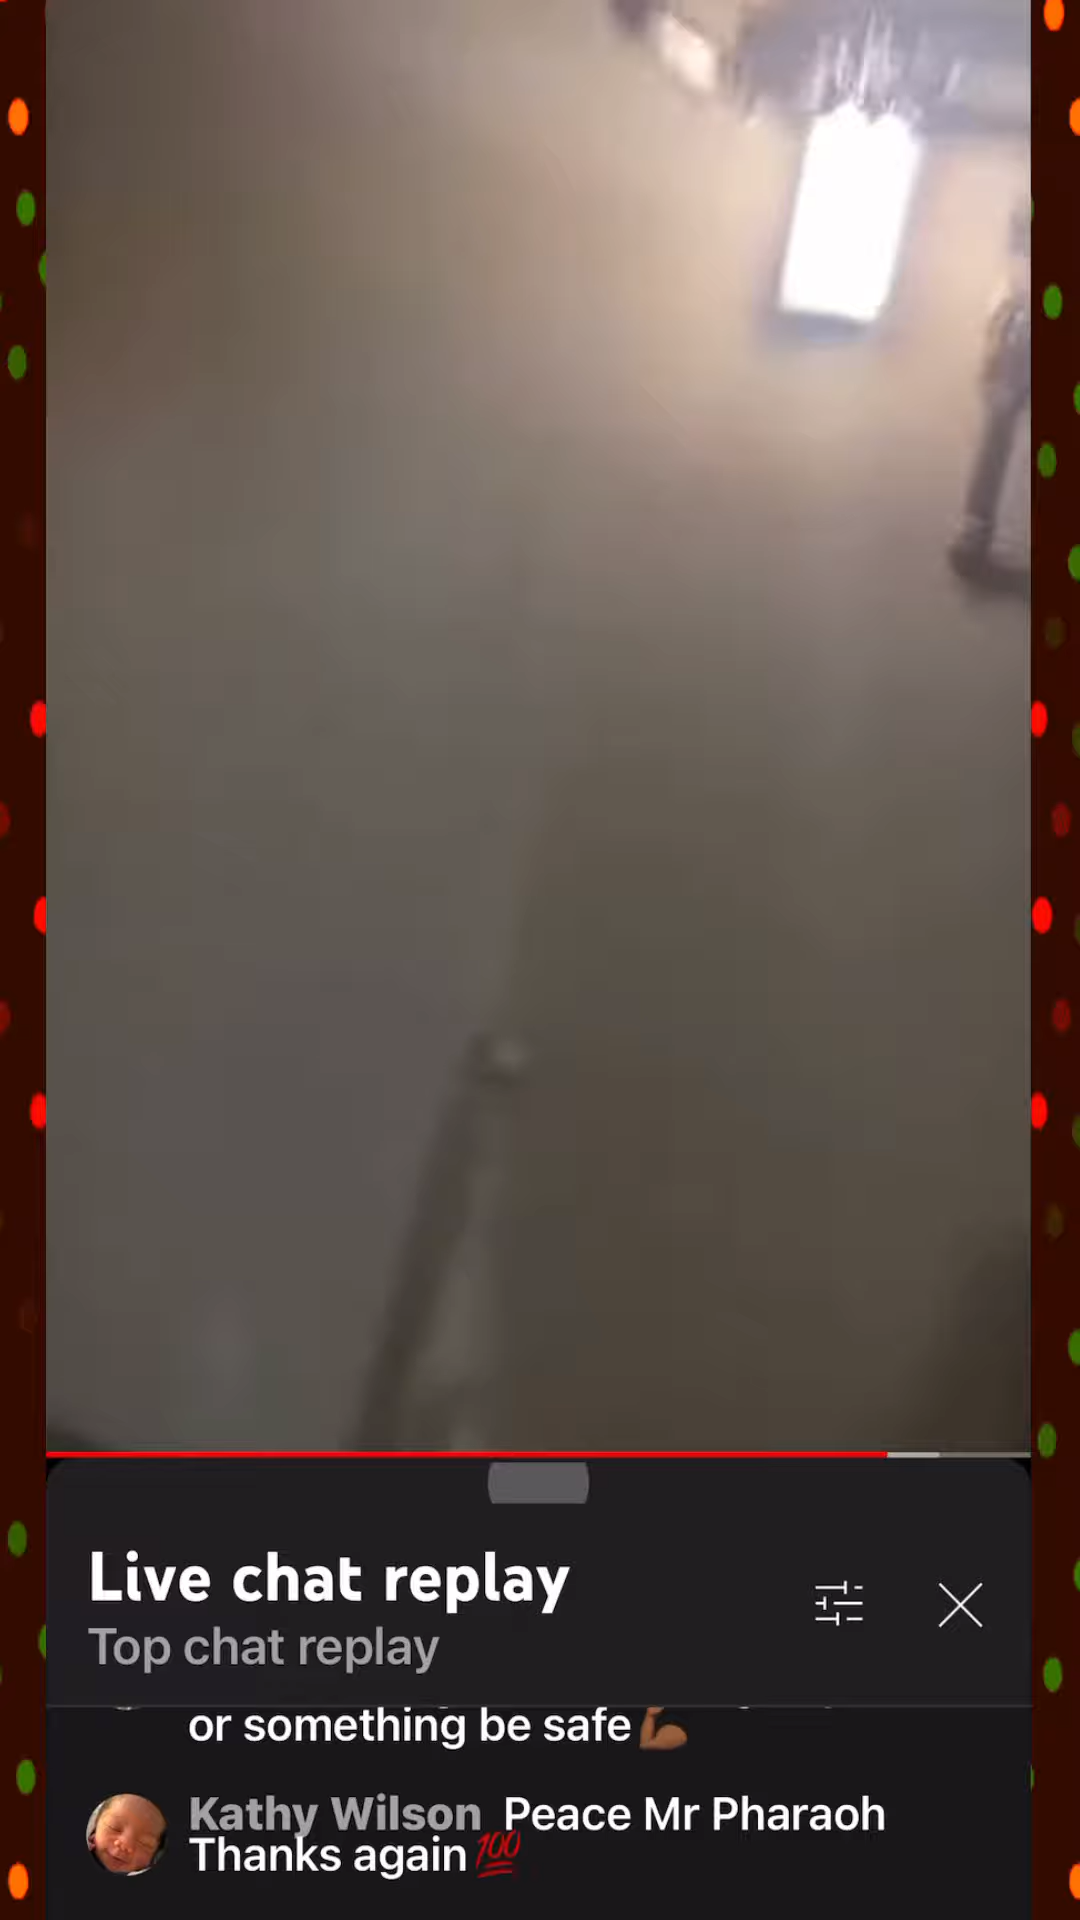 Live chat replay
Top chat replay
or something be safe💪🏾
Kathy Wilson Peace Mr Pharaoh
Thanks again💯